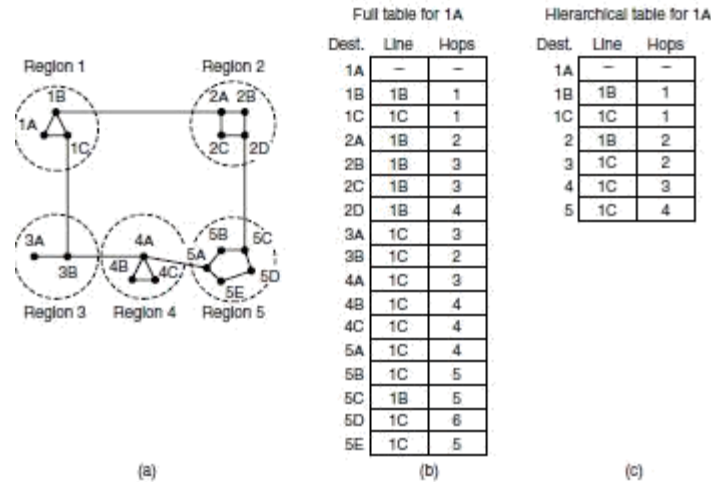 Full table for 1A
Hierarchical table for 1A
Dest. Line Hops
Dest. Line Hops
Region 1
Region 2
1B
2A 2B
1A
1C
2C 2D
3A
3B
4A
4B 4C
5A
5B 5C
5D
5E
Region 3
Region 4
Region 5
1A – –
1B 1B 1
1C 1C 1
2A 1B 2
2B 1B 3
2C 1B 3
2D 1B 4
3A 1C 3
3B 1C 2
4A 1C 3
4B 1C 4
4C 1C 4
5A 1C 4
5B 1C 5
5C 1B 5
5D 1C 6
5E 1C 5
1A – –
1B 1B 1
1C 1C 1
2 1B 2
3 1C 2
4 1C 3
5 1C 4
(a)
(b)
(c)